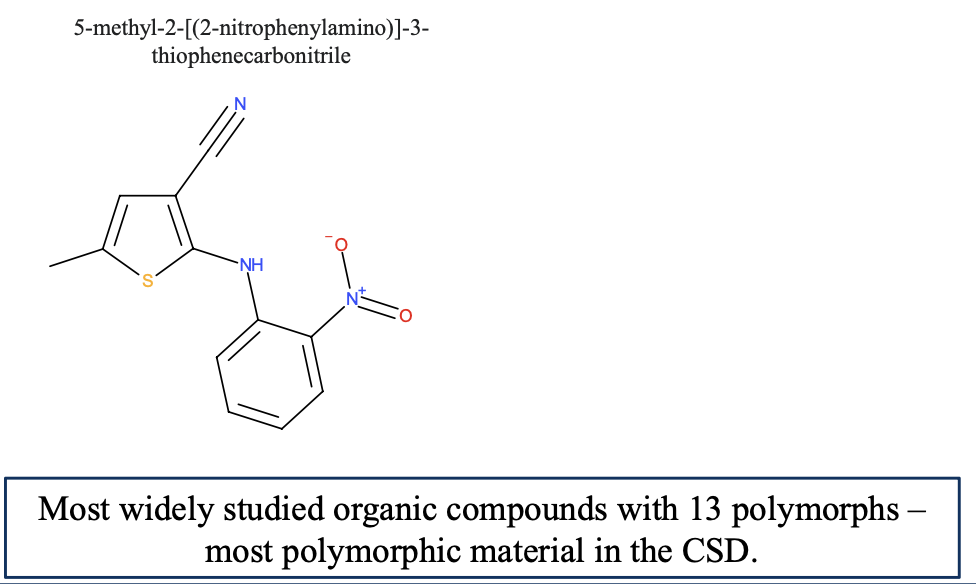 5-methyl-2-[(2-nitrophenylamino)]-3-
thiophenecarbonitrile
N
⁻O
NH
N⁺
S
O
Most widely studied organic compounds with 13 polymorphs –
most polymorphic material in the CSD.